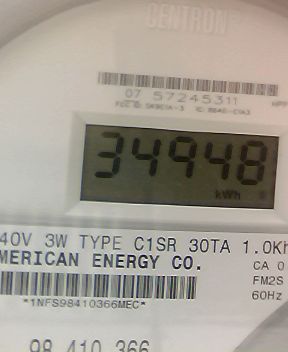 CENTRON
07 57245311
34948
kWh
40V 3W TYPE C1SR 30TA 1.0Kh
MERICAN ENERGY CO.
CA 0
FM2S
60Hz
*1NFS98410366MEC*
98 410 366